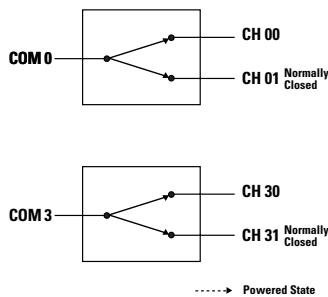 CH 00
COM 0
CH 01 Normally Closed
CH 30
COM 3
CH 31 Normally Closed
Powered State